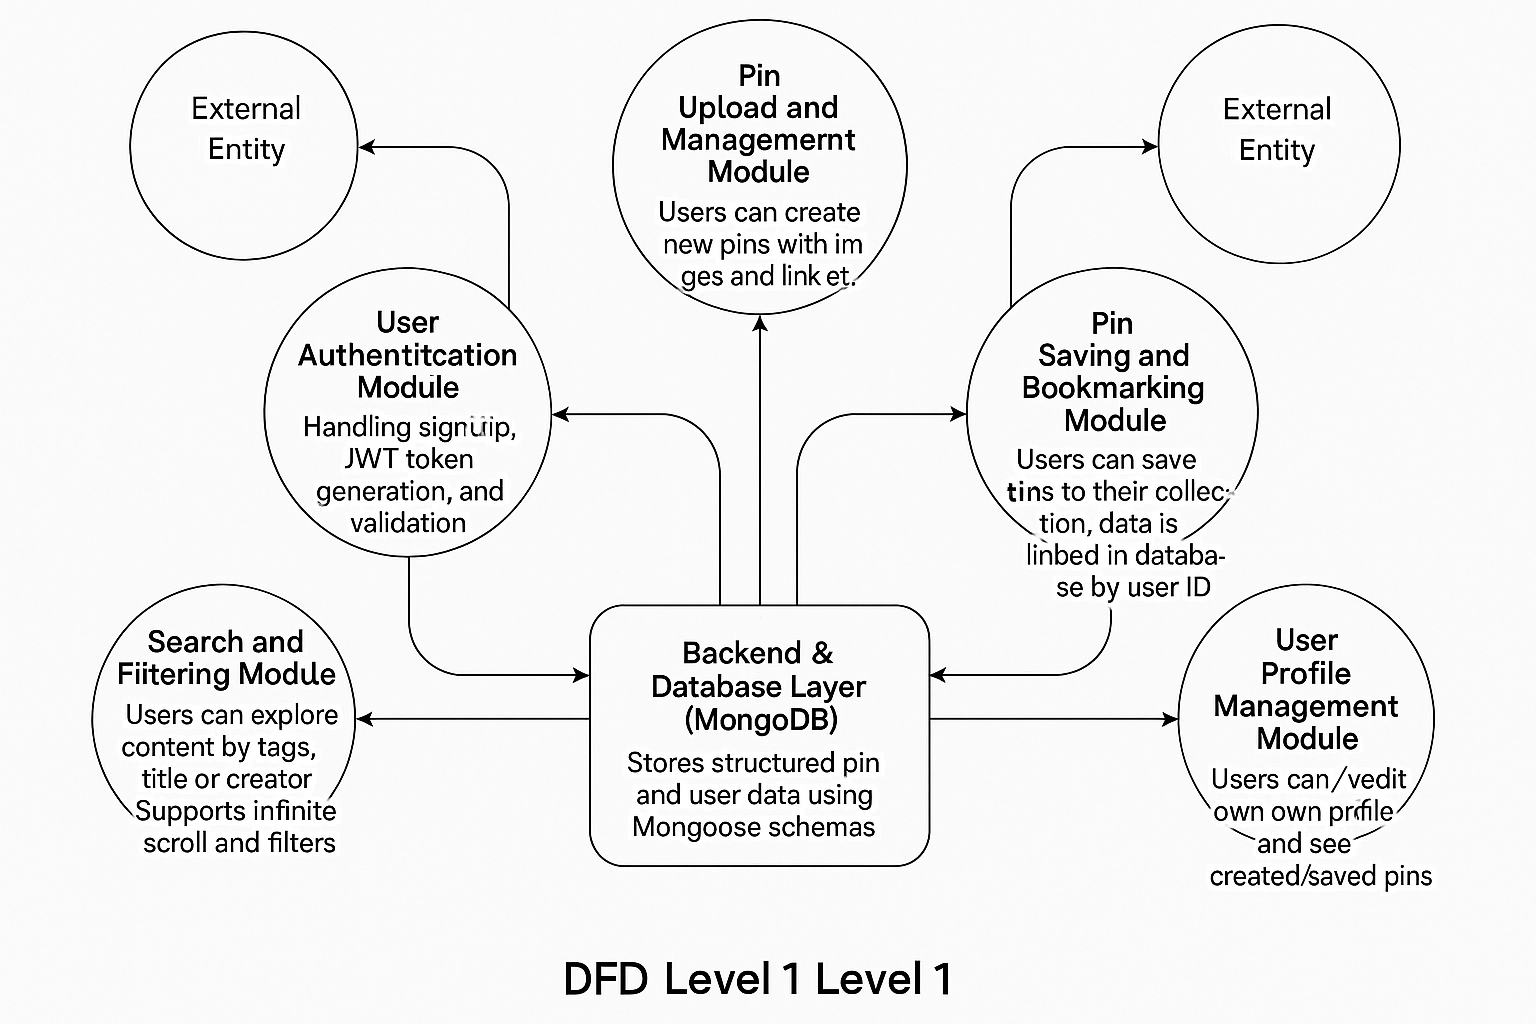 External
Entity
Pin
Upload and
Managemernt
Module
Users can create
new pins with im
ges and link et.
External
Entity
User
Authentitcation
Module
Handling signuip,
JWT token
generation, and
validation
Pin
Saving and
Bookmarking
Module
Users can save
tins to their collec-
tion, data is
linbed in databa-
se by user ID
Search and
Fiitering Module
Users can explore
content by tags,
title or creator
Supports infinite
scroll and filters
Backend &
Database Layer
(MongoDB)
Stores structured pin
and user data using
Mongoose schemas
User
Profile
Management
Module
Users can/vedit
own own prfile
and see
created/saved pins
DFD Level 1 Level 1